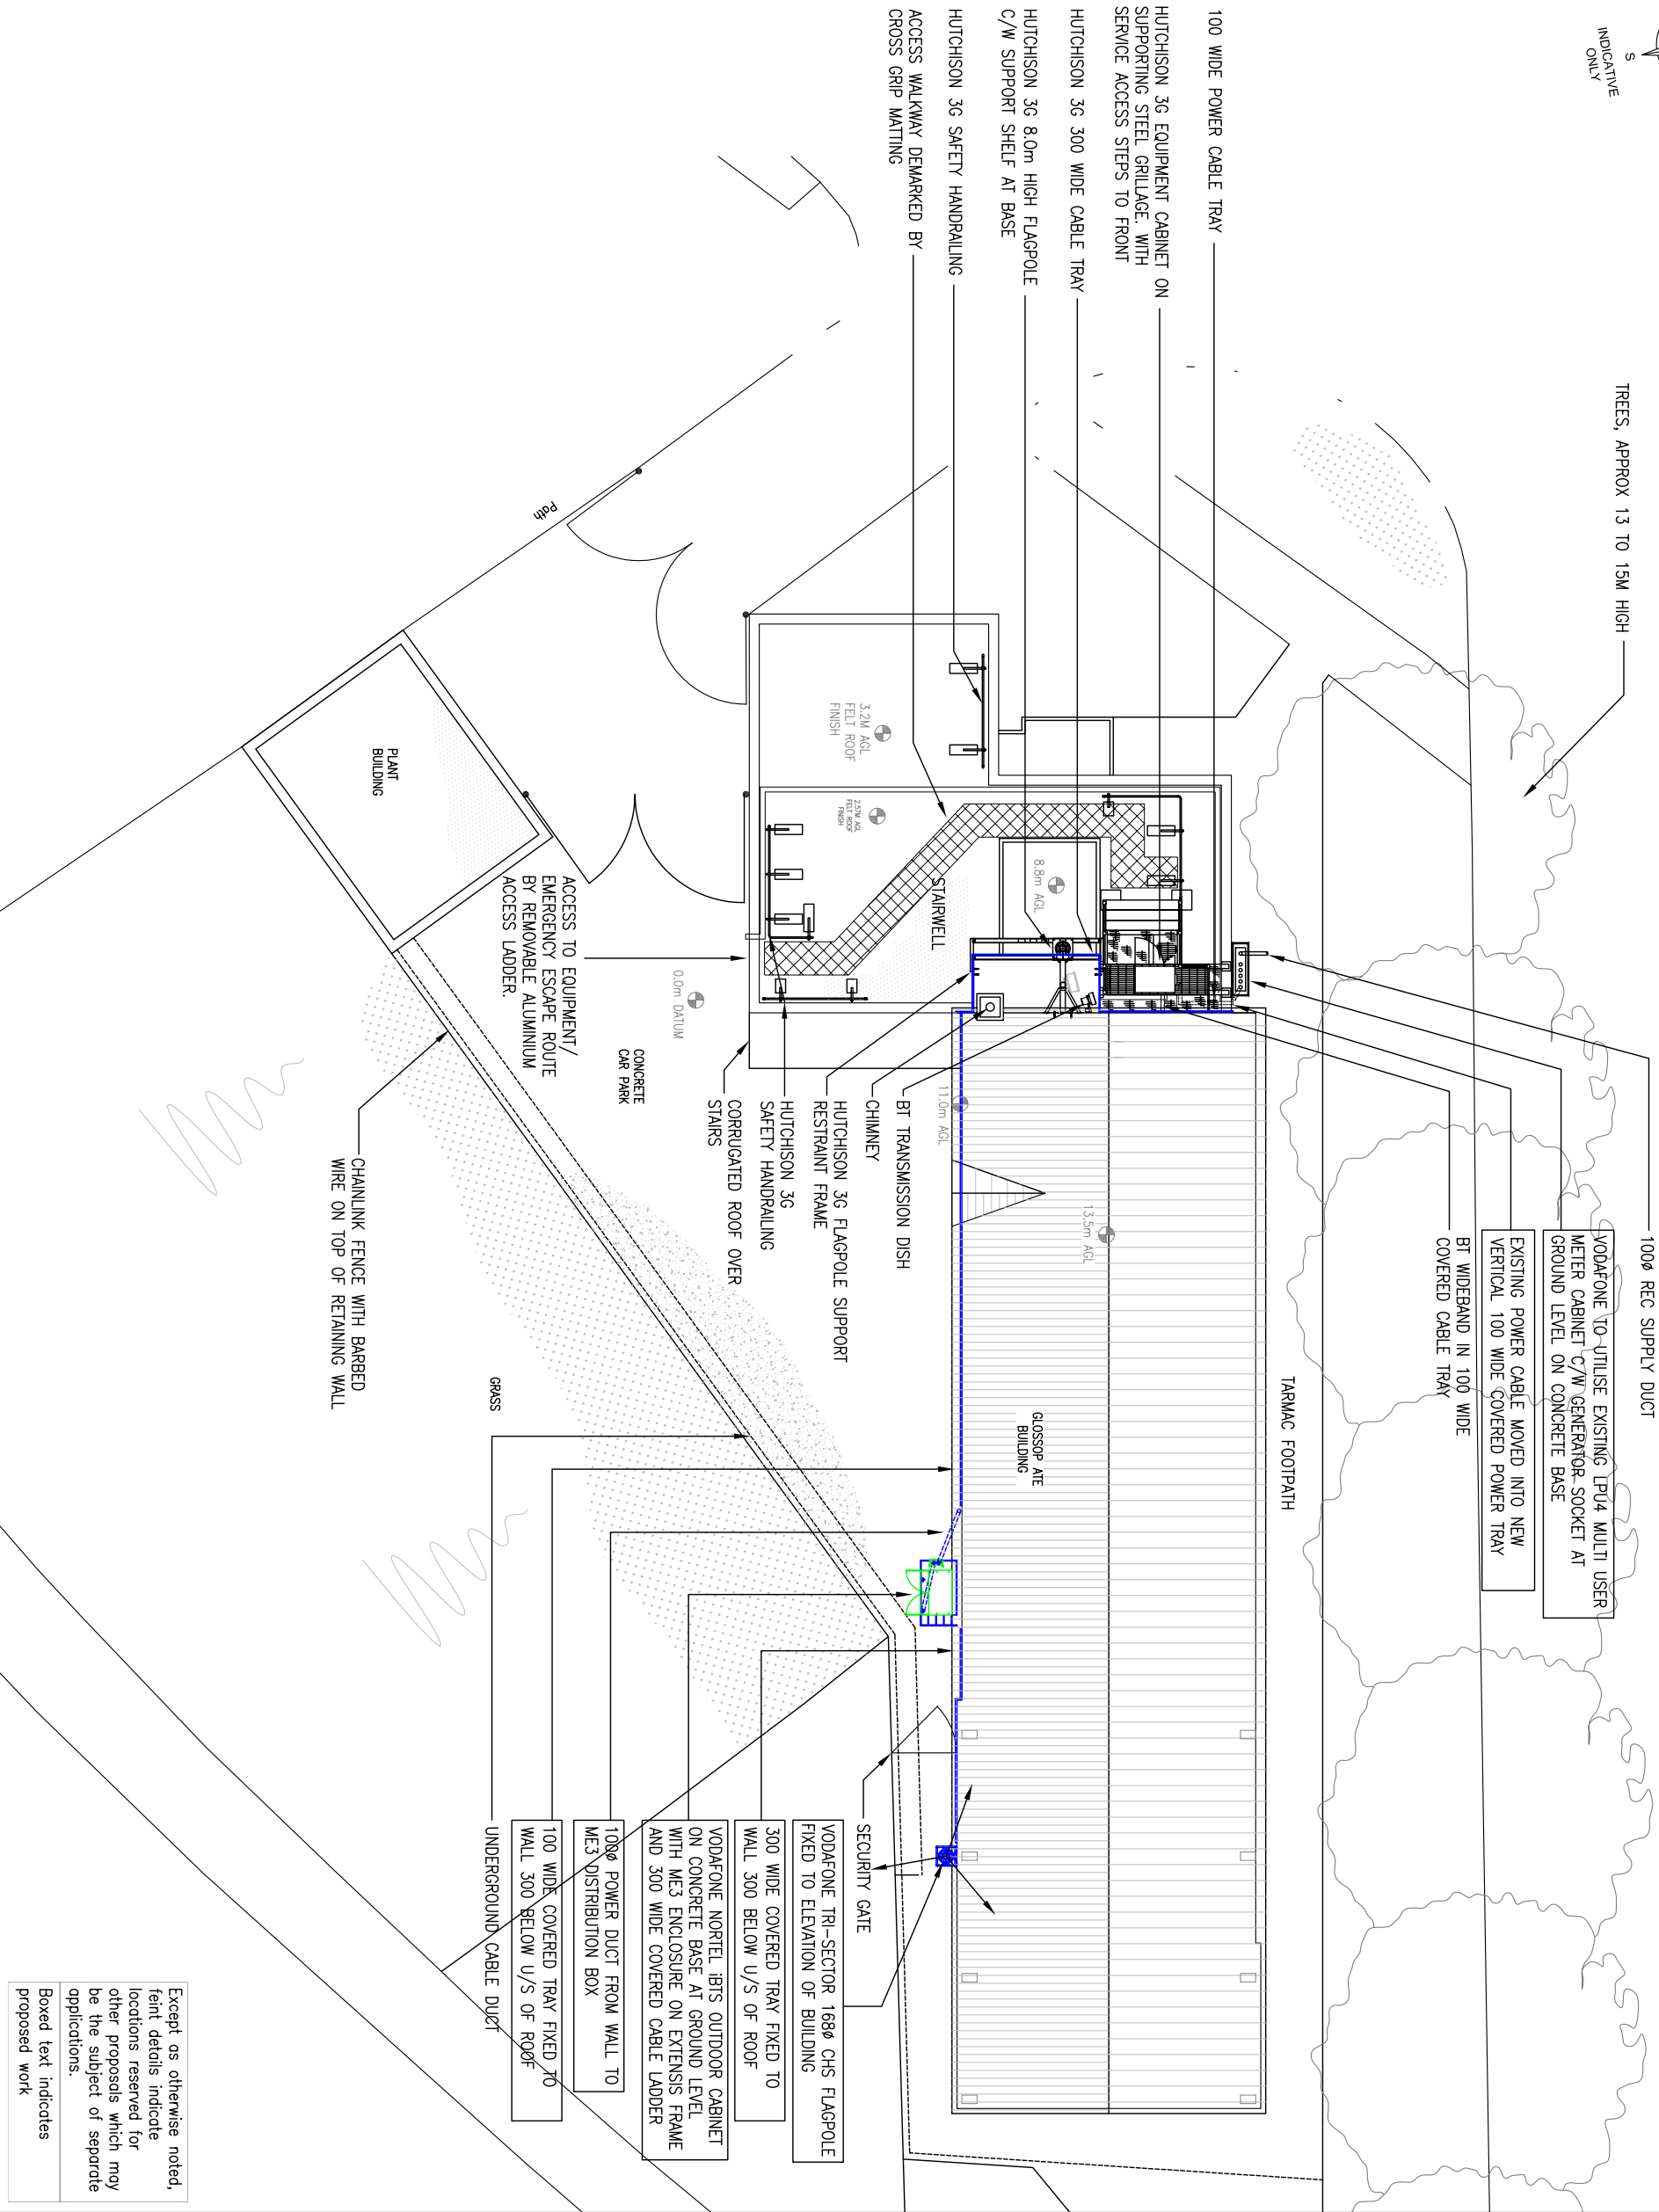 S
INDICATIVE
ONLY
TREES, APPROX 13 TO 15M HIGH
100 WIDE POWER CABLE TRAY
HUTCHISON 3G EQUIPMENT CABINET ON
SUPPORTING STEEL GRILLAGE. WITH
SERVICE ACCESS STEPS TO FRONT
HUTCHISON 3G 300 WIDE CABLE TRAY
HUTCHISON 3G 8.0m HIGH FLAGPOLE
C/W SUPPORT SHELF AT BASE
HUTCHISON 3G SAFETY HANDRAILING
ACCESS WALKWAY DEMARKED BY
CROSS GRIP MATTING
100ø REC SUPPLY DUCT
VODAFONE TO UTILISE EXISTING LPU4 MULTI USER
METER CABINET C/W GENERATOR SOCKET AT
GROUND LEVEL ON CONCRETE BASE
EXISTING POWER CABLE MOVED INTO NEW
VERTICAL 100 WIDE COVERED POWER TRAY
BT WIDEBAND IN 100 WIDE
COVERED CABLE TRAY
TARMAC FOOTPATH
13.5m AGL
GLOSSOP ATE
BUILDING
11.0m AGL
8.8m AGL
STAIRWELL
3.2M AGL
FELT ROOF
FINISH
2.57M AGL
FELT ROOF
FINISH
BT TRANSMISSION DISH
CHIMNEY
HUTCHISON 3G FLAGPOLE SUPPORT
RESTRAINT FRAME
HUTCHISON 3G
SAFETY HANDRAILING
CORRUGATED ROOF OVER
STAIRS
0.0m DATUM
CONCRETE
CAR PARK
ACCESS TO EQUIPMENT/
EMERGENCY ESCAPE ROUTE
BY REMOVABLE ALUMINIUM
ACCESS LADDER.
Path
PLANT
BUILDING
CHAINLINK FENCE WITH BARBED
WIRE ON TOP OF RETAINING WALL
GRASS
SECURITY GATE
VODAFONE TRI-SECTOR 168ø CHS FLAGPOLE
FIXED TO ELEVATION OF BUILDING
300 WIDE COVERED TRAY FIXED TO
WALL 300 BELOW U/S OF ROOF
VODAFONE NORTEL iBTS OUTDOOR CABINET
ON CONCRETE BASE AT GROUND LEVEL
WITH ME3 ENCLOSURE ON EXTENSIS FRAME
AND 300 WIDE COVERED CABLE LADDER
100ø POWER DUCT FROM WALL TO
ME3 DISTRIBUTION BOX
100 WIDE COVERED TRAY FIXED TO
WALL 300 BELOW U/S OF ROOF
UNDERGROUND CABLE DUCT
Except as otherwise noted,
feint details indicate
locations reserved for
other proposals which may
be the subject of separate
applications.
Boxed text indicates
proposed work